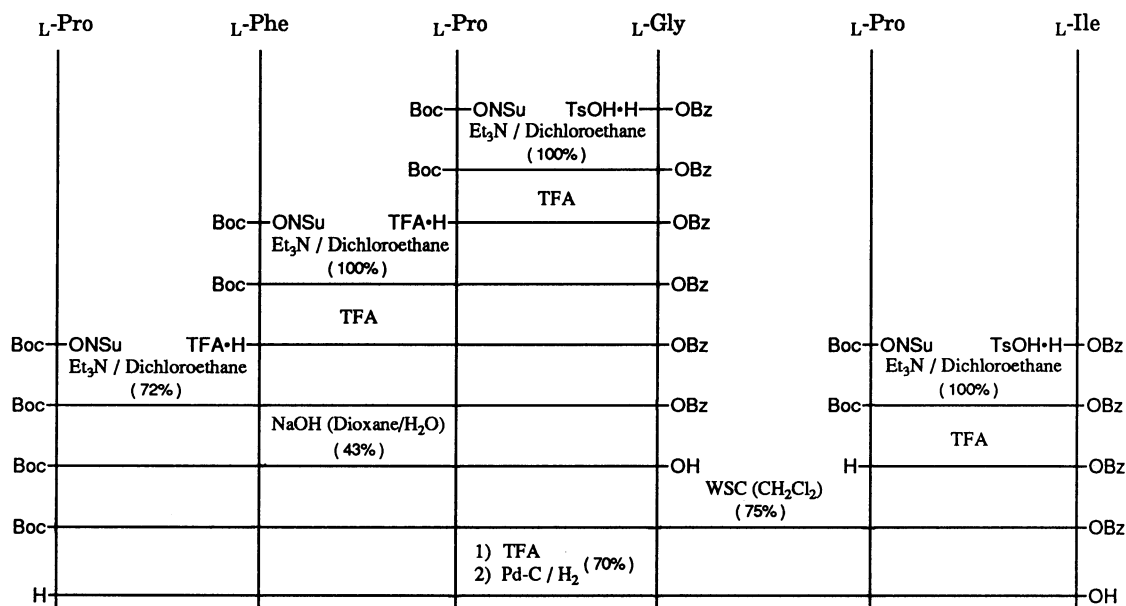 L-Pro L-Phe L-Pro L-Gly L-Pro L-Ile
Boc ONSu TsOH•H OBz
Et₃N / Dichloroethane
(100%)
Boc OBz
TFA
Boc ONSu TFA•H OBz
Et₃N / Dichloroethane
(100%)
Boc OBz
TFA
Boc ONSu TFA•H OBz Boc ONSu TsOH•H OBz
Et₃N / Dichloroethane Et₃N / Dichloroethane
(72%) (100%)
Boc OBz Boc OBz
NaOH (Dioxane/H₂O) TFA
(43%)
Boc OH H OBz
WSC (CH₂Cl₂)
(75%)
Boc OBz
1) TFA (70%)
2) Pd-C / H₂
H OH